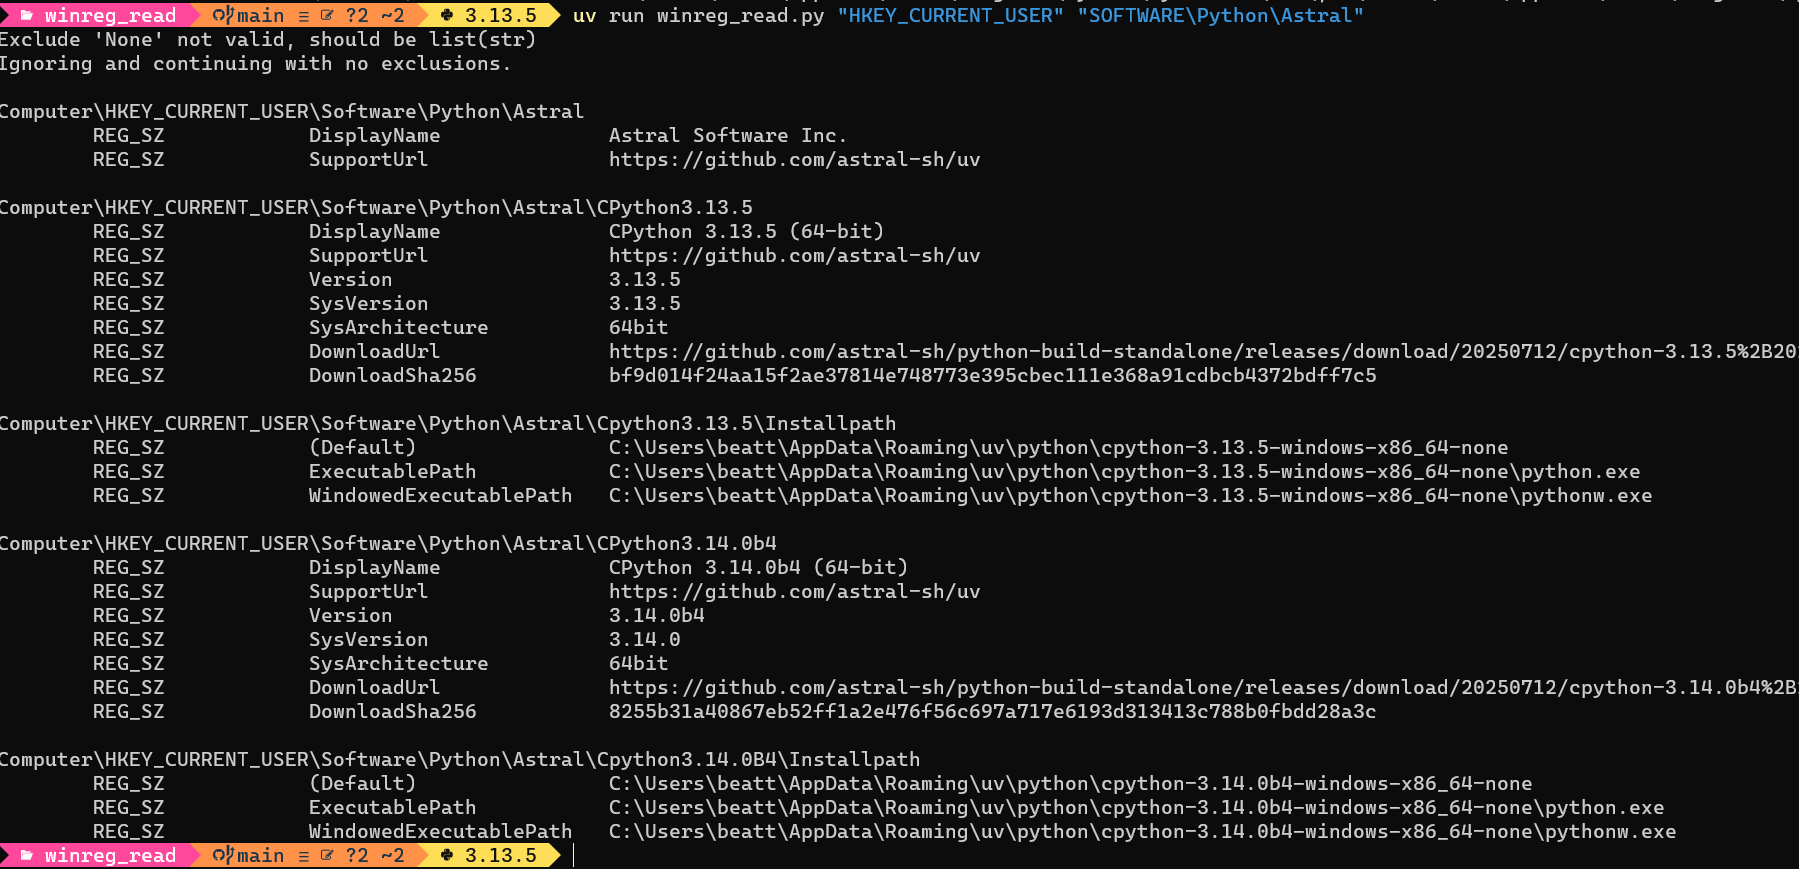 winreg_read main ≡ ?2 ~2 3.13.5 uv run winreg_read.py "HKEY_CURRENT_USER" "SOFTWARE\Python\Astral"
Exclude 'None' not valid, should be list(str)
Ignoring and continuing with no exclusions.
Computer\HKEY_CURRENT_USER\Software\Python\Astral
REG_SZ DisplayName Astral Software Inc.
REG_SZ SupportUrl https://github.com/astral-sh/uv
Computer\HKEY_CURRENT_USER\Software\Python\Astral\CPython3.13.5
REG_SZ DisplayName CPython 3.13.5 (64-bit)
REG_SZ SupportUrl https://github.com/astral-sh/uv
REG_SZ Version 3.13.5
REG_SZ SysVersion 3.13.5
REG_SZ SysArchitecture 64bit
REG_SZ DownloadUrl https://github.com/astral-sh/python-build-standalone/releases/download/20250712/cpython-3.13.5%2B20
REG_SZ DownloadSha256 bf9d014f24aa15f2ae37814e748773e395cbec111e368a91cdbcb4372bdff7c5
Computer\HKEY_CURRENT_USER\Software\Python\Astral\Cpython3.13.5\Installpath
REG_SZ (Default) C:\Users\beatt\AppData\Roaming\uv\python\cpython-3.13.5-windows-x86_64-none
REG_SZ ExecutablePath C:\Users\beatt\AppData\Roaming\uv\python\cpython-3.13.5-windows-x86_64-none\python.exe
REG_SZ WindowedExecutablePath C:\Users\beatt\AppData\Roaming\uv\python\cpython-3.13.5-windows-x86_64-none\pythonw.exe
Computer\HKEY_CURRENT_USER\Software\Python\Astral\CPython3.14.0b4
REG_SZ DisplayName CPython 3.14.0b4 (64-bit)
REG_SZ SupportUrl https://github.com/astral-sh/uv
REG_SZ Version 3.14.0b4
REG_SZ SysVersion 3.14.0
REG_SZ SysArchitecture 64bit
REG_SZ DownloadUrl https://github.com/astral-sh/python-build-standalone/releases/download/20250712/cpython-3.14.0b4%2B
REG_SZ DownloadSha256 8255b31a40867eb52ff1a2e476f56c697a717e6193d313413c788b0fbdd28a3c
Computer\HKEY_CURRENT_USER\Software\Python\Astral\Cpython3.14.0B4\Installpath
REG_SZ (Default) C:\Users\beatt\AppData\Roaming\uv\python\cpython-3.14.0b4-windows-x86_64-none
REG_SZ ExecutablePath C:\Users\beatt\AppData\Roaming\uv\python\cpython-3.14.0b4-windows-x86_64-none\python.exe
REG_SZ WindowedExecutablePath C:\Users\beatt\AppData\Roaming\uv\python\cpython-3.14.0b4-windows-x86_64-none\pythonw.exe
winreg_read main ≡ ?2 ~2 3.13.5